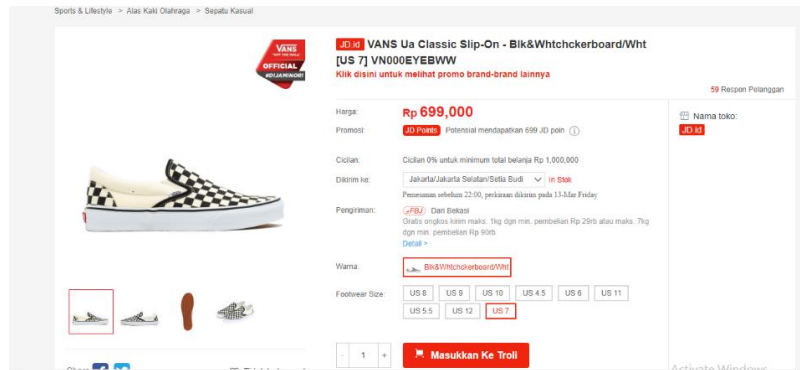 Sports & Lifestyle > Alas Kaki Olahraga > Sepatu Kasual
VANS
"OFF THE WALL"
OFFICIAL
#DIJAMINORI
JD.id VANS Ua Classic Slip-On - Blk&Whtchckerboard/Wht
[US 7] VN000EYEBWW
Klik disini untuk melihat promo brand-brand lainnya
59 Respon Pelanggan
Harga: Rp 699,000
Promosi: JD Points Potensial mendapatkan 699 JD poin
Nama toko:
JD.id
Cicilan: Cicilan 0% untuk minimum total belanja Rp 1,000,000
Dikirim ke: Jakarta/Jakarta Selatan/Setia Budi In Stok
Pemesanan sebelum 22:00, perkiraan dikirim pada 13-Mar Friday
Pengiriman: eFBJ Dari Bekasi
Gratis ongkos kirim maks. 1kg dgn min. pembelian Rp 29rb atau maks. 7kg
dgn min. pembelian Rp 90rb
Detail >
Warna: Blk&Whtchckerboard/Wht
Footwear Size: US 8 US 9 US 10 US 4.5 US 6 US 11
US 5.5 US 12 US 7
- 1 + Masukkan Ke Troli
Activate Windows